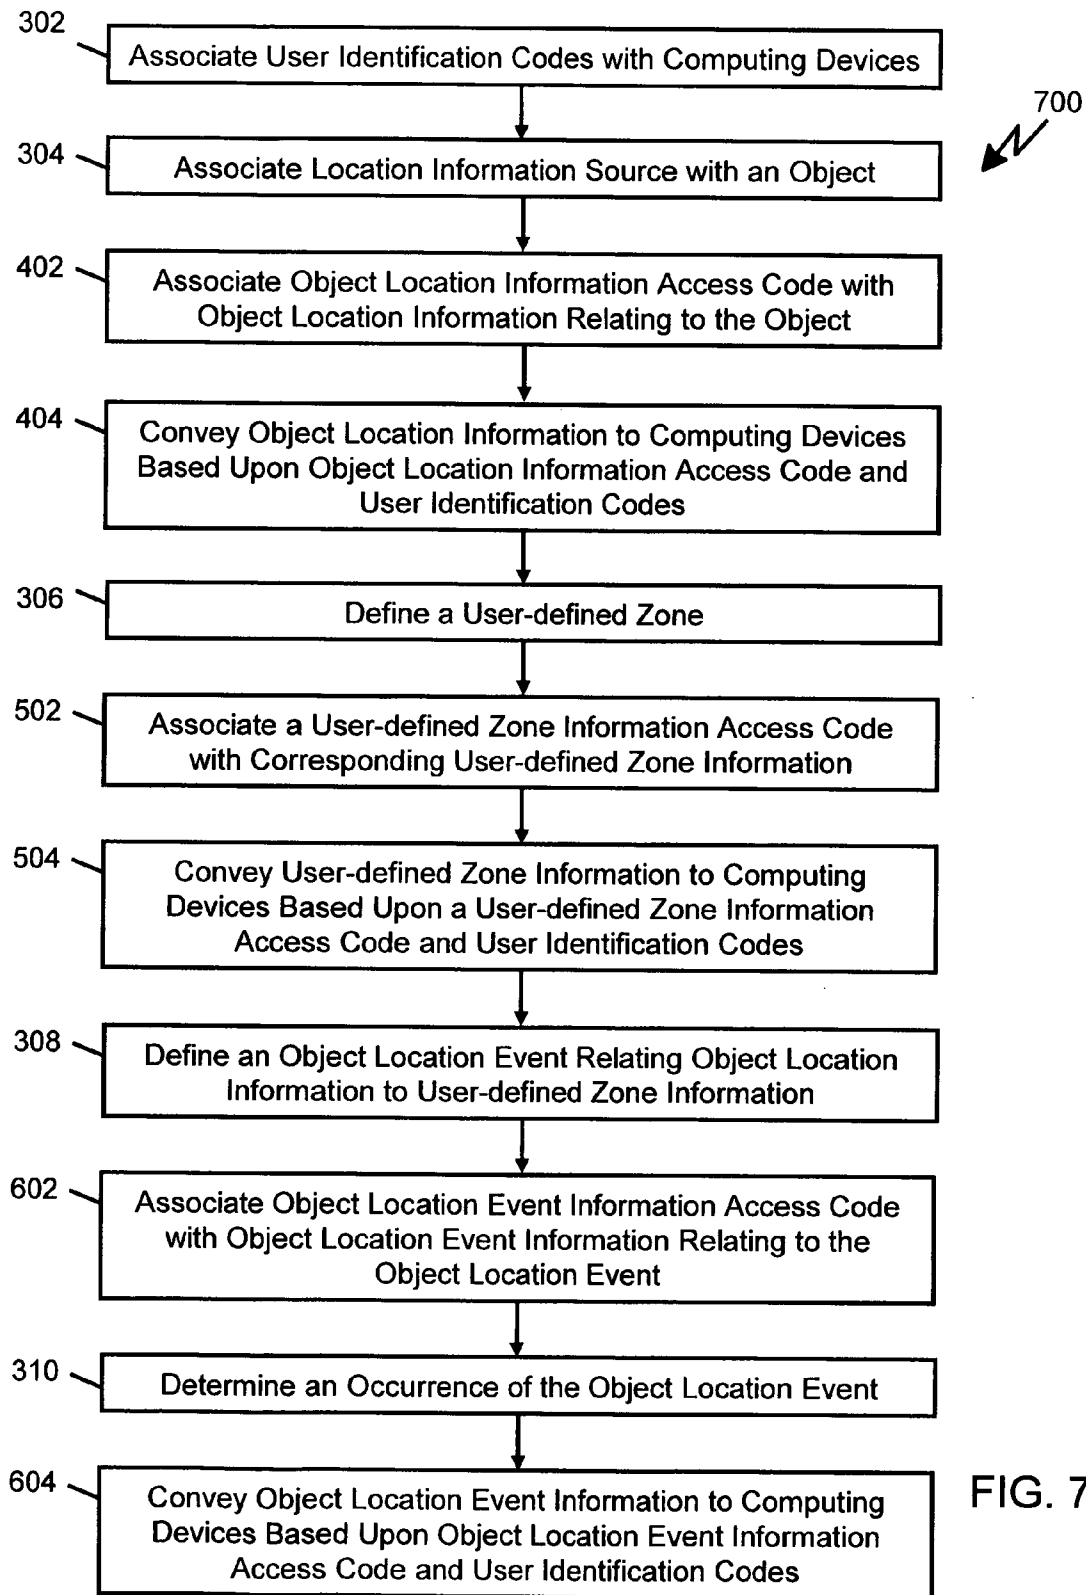 302
Associate User Identification Codes with Computing Devices
700
304
Associate Location Information Source with an Object
402
Associate Object Location Information Access Code with
Object Location Information Relating to the Object
404
Convey Object Location Information to Computing Devices
Based Upon Object Location Information Access Code and
User Identification Codes
306
Define a User-defined Zone
502
Associate a User-defined Zone Information Access Code
with Corresponding User-defined Zone Information
504
Convey User-defined Zone Information to Computing
Devices Based Upon a User-defined Zone Information
Access Code and User Identification Codes
308
Define an Object Location Event Relating Object Location
Information to User-defined Zone Information
602
Associate Object Location Event Information Access Code
with Object Location Event Information Relating to the
Object Location Event
310
Determine an Occurrence of the Object Location Event
604
Convey Object Location Event Information to Computing
Devices Based Upon Object Location Event Information
Access Code and User Identification Codes
FIG. 7